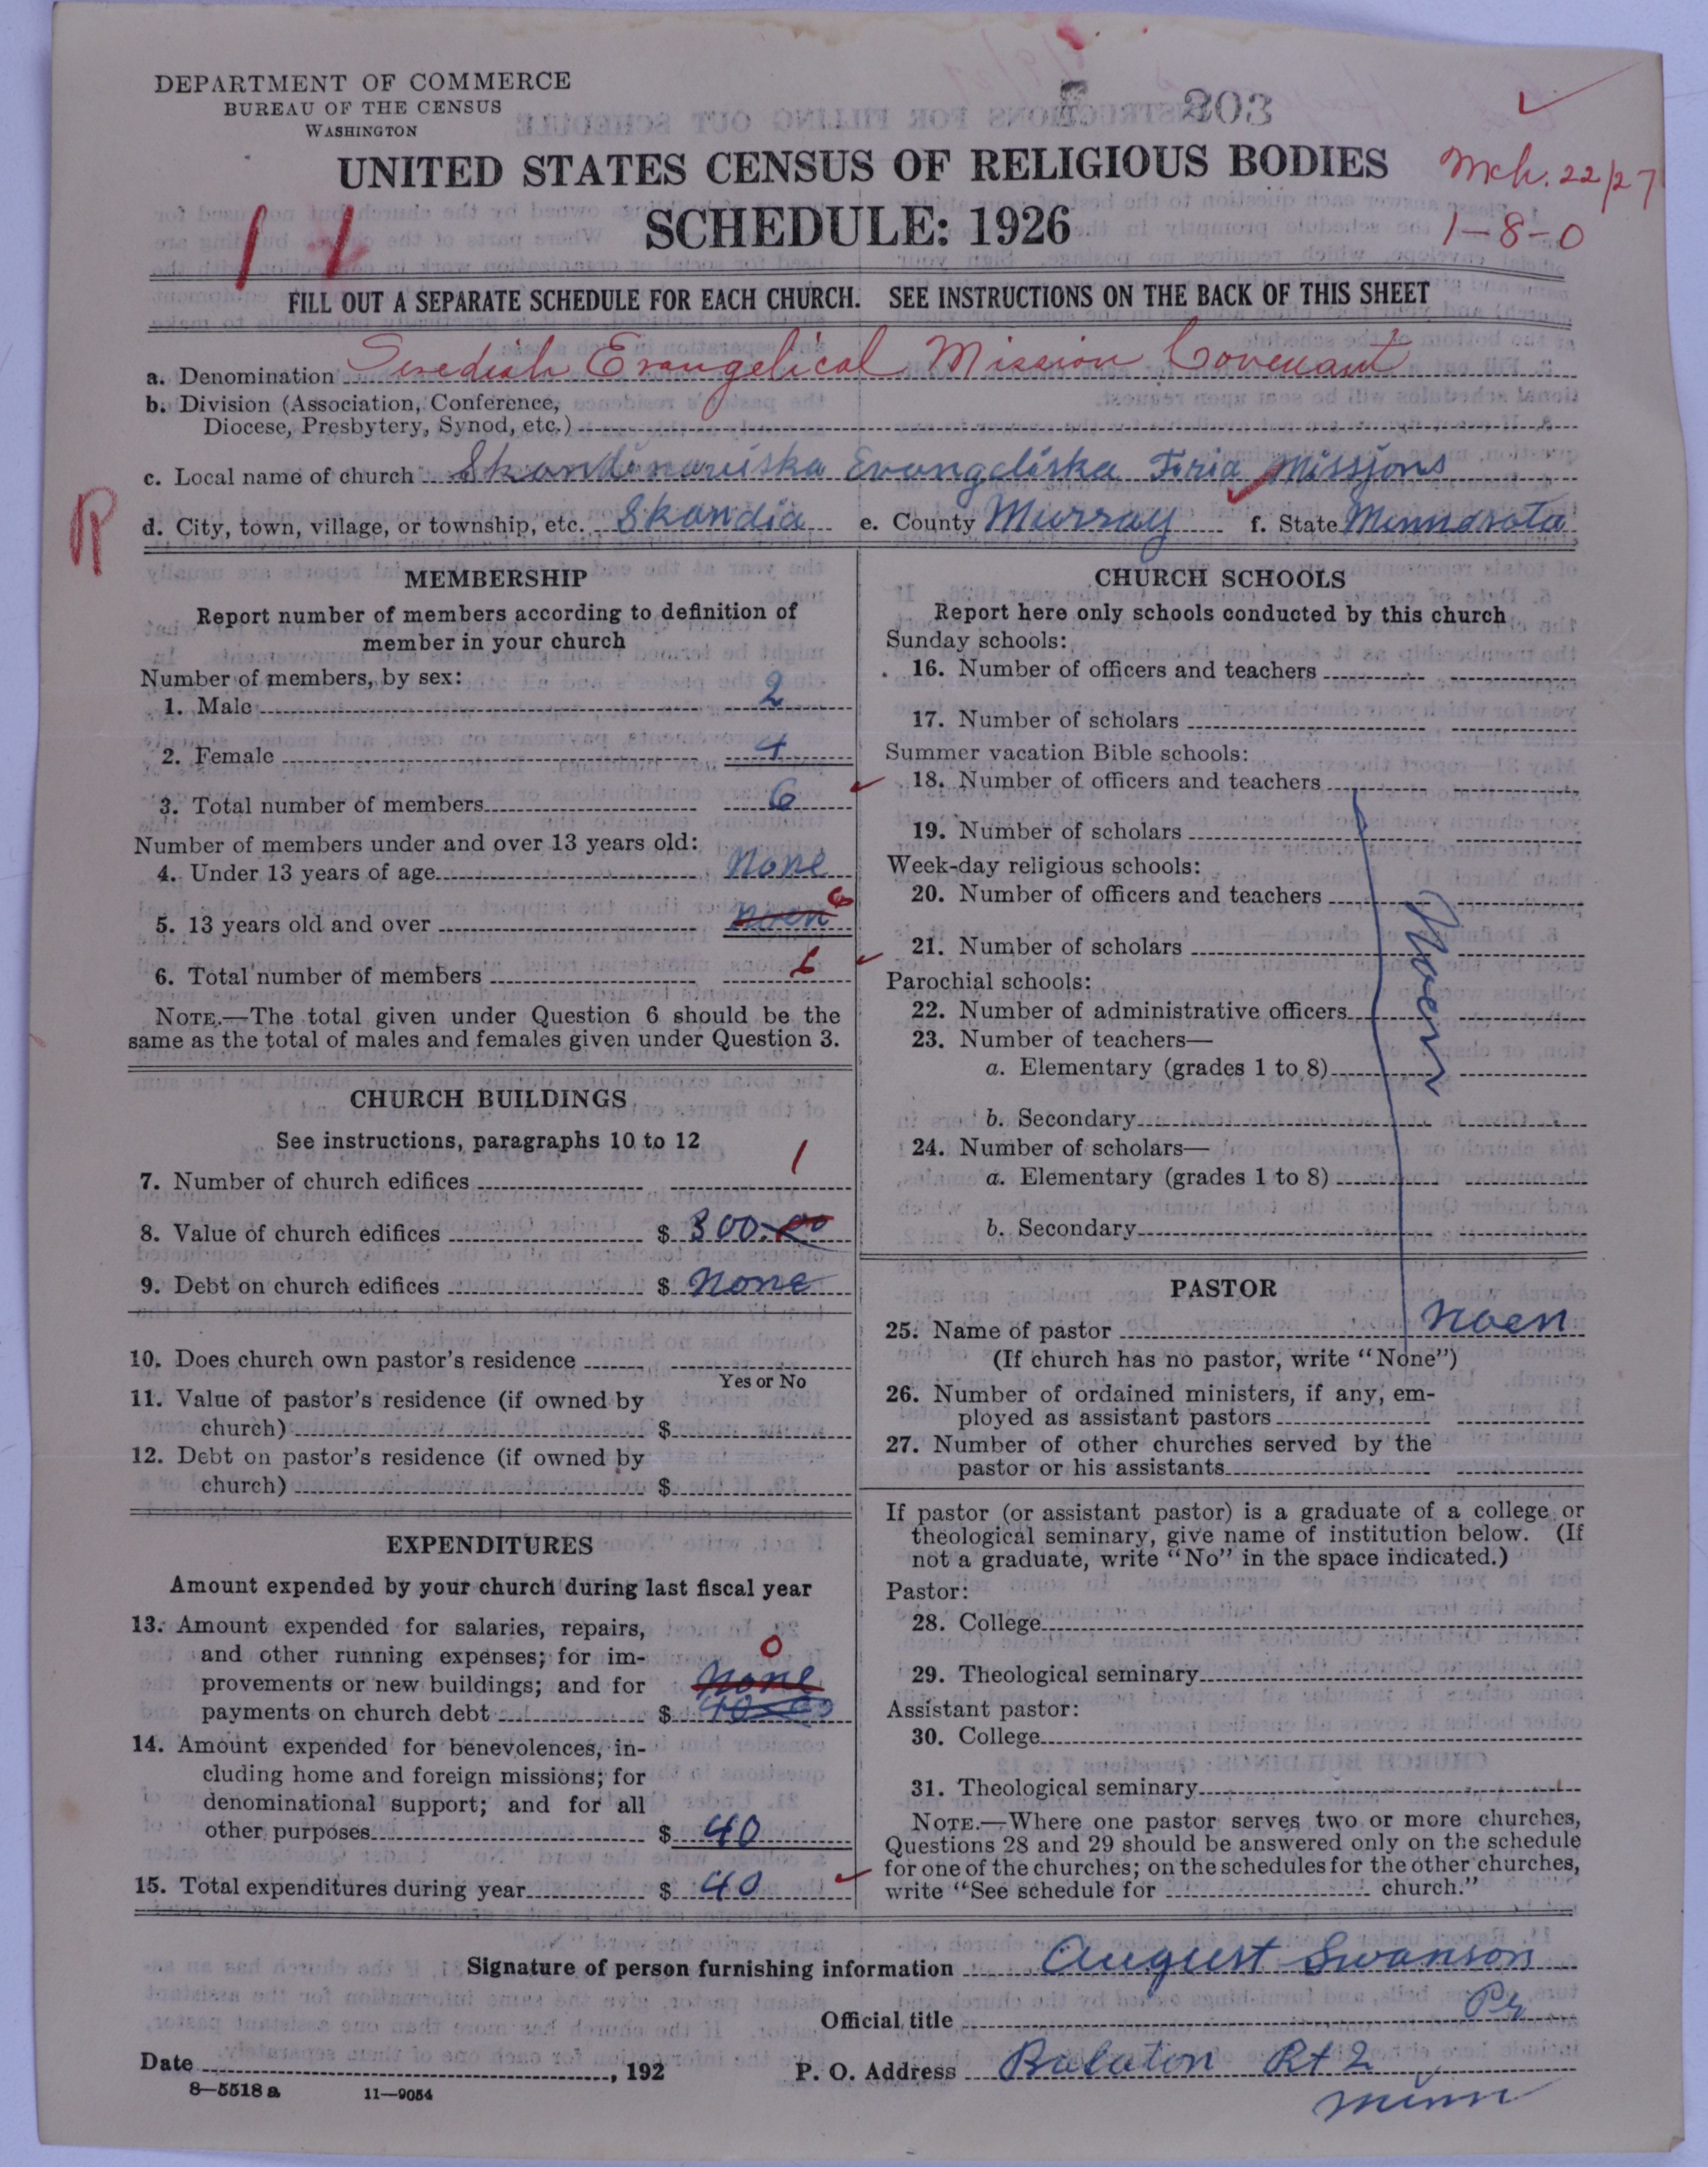 DEPARTMENT OF COMMERCE
BUREAU OF THE CENSUS
WASHINGTON
203
UNITED STATES CENSUS OF RELIGIOUS BODIES
Mch. 22/27
SCHEDULE: 1926
1-8-0
11
FILL OUT A SEPARATE SCHEDULE FOR EACH CHURCH. SEE INSTRUCTIONS ON THE BACK OF THIS SHEET
a. Denomination Swedish Evangelical Mission Covenant
b. Division (Association, Conference,
Diocese, Presbytery, Synod, etc.)
c. Local name of church Skandinaviska Evangeliska Fria Missjons
R
d. City, town, village, or township, etc. Skandia e. County Murray f. State Minnasota
MEMBERSHIP
Report number of members according to definition of
member in your church
Number of members, by sex:
1. Male 2
2. Female 4
3. Total number of members 6
Number of members under and over 13 years old:
4. Under 13 years of age None
5. 13 years old and over noen 6
6. Total number of members 6
NOTE.—The total given under Question 6 should be the
same as the total of males and females given under Question 3.
CHURCH BUILDINGS
See instructions, paragraphs 10 to 12
7. Number of church edifices 1
8. Value of church edifices $ 300.00
9. Debt on church edifices $ None
10. Does church own pastor's residence
Yes or No
11. Value of pastor's residence (if owned by
church) $
12. Debt on pastor's residence (if owned by
church) $
EXPENDITURES
Amount expended by your church during last fiscal year
13. Amount expended for salaries, repairs,
and other running expenses; for im- 0
provements or new buildings; and for None
payments on church debt $ 40.00
14. Amount expended for benevolences, in-
cluding home and foreign missions; for
denominational support; and for all
other purposes $ 40
15. Total expenditures during year $ 40
CHURCH SCHOOLS
Report here only schools conducted by this church
Sunday schools:
16. Number of officers and teachers
17. Number of scholars
Summer vacation Bible schools:
18. Number of officers and teachers
19. Number of scholars
Week-day religious schools:
20. Number of officers and teachers
21. Number of scholars
Noen
Parochial schools:
22. Number of administrative officers
23. Number of teachers—
a. Elementary (grades 1 to 8)
b. Secondary
24. Number of scholars—
a. Elementary (grades 1 to 8)
b. Secondary
PASTOR
25. Name of pastor Noen
(If church has no pastor, write "None")
26. Number of ordained ministers, if any, em-
ployed as assistant pastors
27. Number of other churches served by the
pastor or his assistants
If pastor (or assistant pastor) is a graduate of a college or
theological seminary, give name of institution below. (If
not a graduate, write "No" in the space indicated.)
Pastor:
28. College
29. Theological seminary
Assistant pastor:
30. College
31. Theological seminary
NOTE.—Where one pastor serves two or more churches,
Questions 28 and 29 should be answered only on the schedule
for one of the churches; on the schedules for the other churches,
write "See schedule for church."
Signature of person furnishing information August Swanson
Official title Pr
Date , 192 P. O. Address Balaton Rt 2
Minn
8—5518 a 11—9054